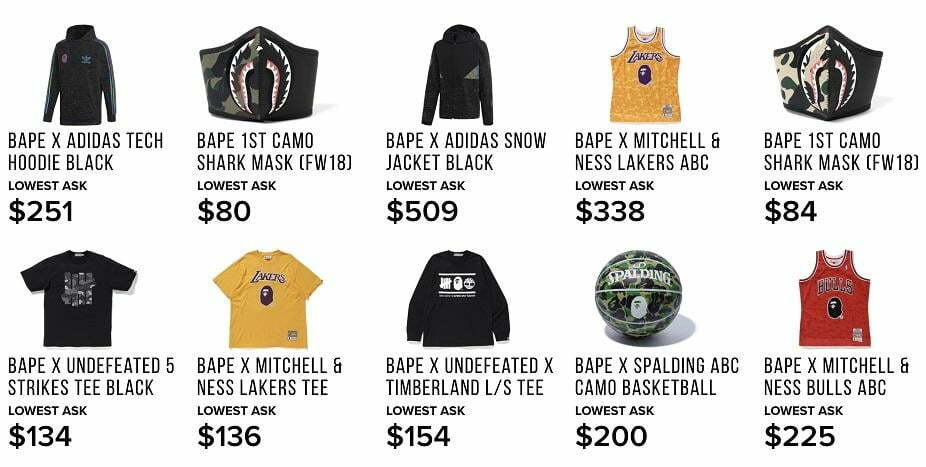 LAKERS
BAPE X ADIDAS TECH
HOODIE BLACK
LOWEST ASK
$251
BAPE 1ST CAMO
SHARK MASK (FW18)
LOWEST ASK
$80
BAPE X ADIDAS SNOW
JACKET BLACK
LOWEST ASK
$509
BAPE X MITCHELL &
NESS LAKERS ABC
LOWEST ASK
$338
BAPE 1ST CAMO
SHARK MASK (FW18)
LOWEST ASK
$84
LAKERS
SPALDING
BULLS
BAPE X UNDEFEATED 5
STRIKES TEE BLACK
LOWEST ASK
$134
BAPE X MITCHELL &
NESS LAKERS TEE
LOWEST ASK
$136
BAPE X UNDEFEATED X
TIMBERLAND L/S TEE
LOWEST ASK
$154
BAPE X SPALDING ABC
CAMO BASKETBALL
LOWEST ASK
$200
BAPE X MITCHELL &
NESS BULLS ABC
LOWEST ASK
$225